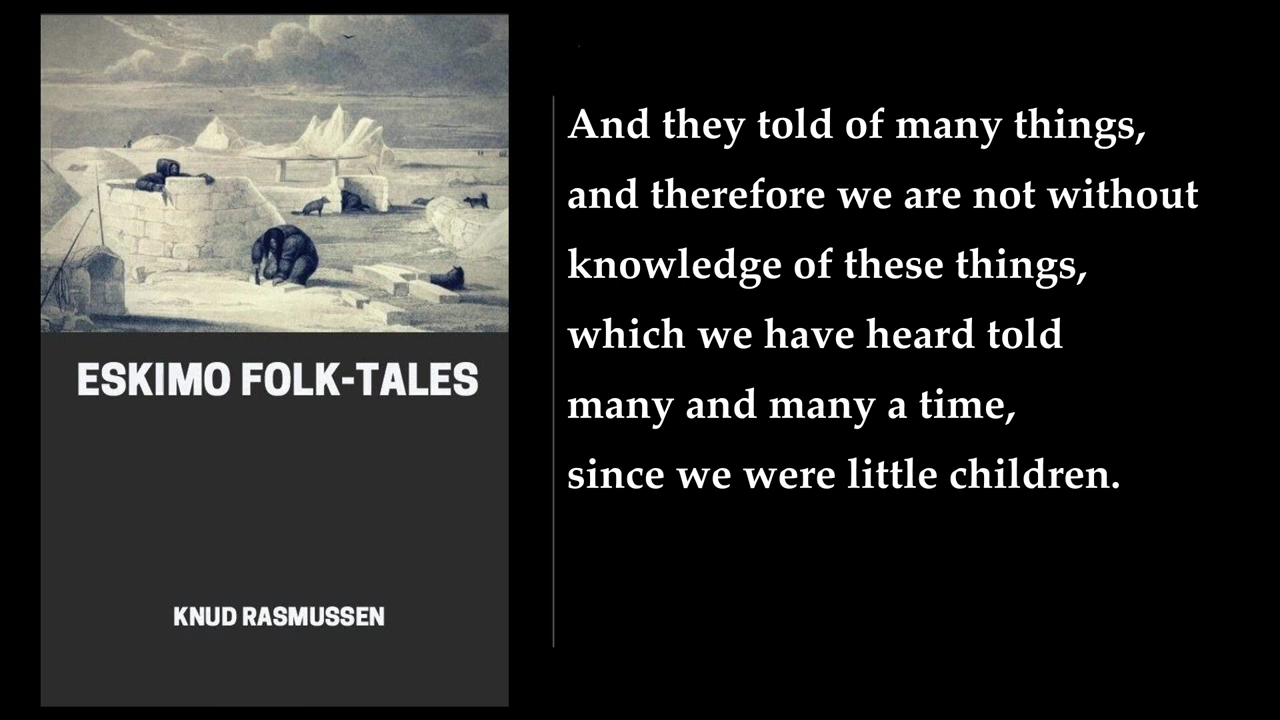 ESKIMO FOLK-TALES
KNUD RASMUSSEN
And they told of many things,
and therefore we are not without
knowledge of these things,
which we have heard told
many and many a time,
since we were little children.